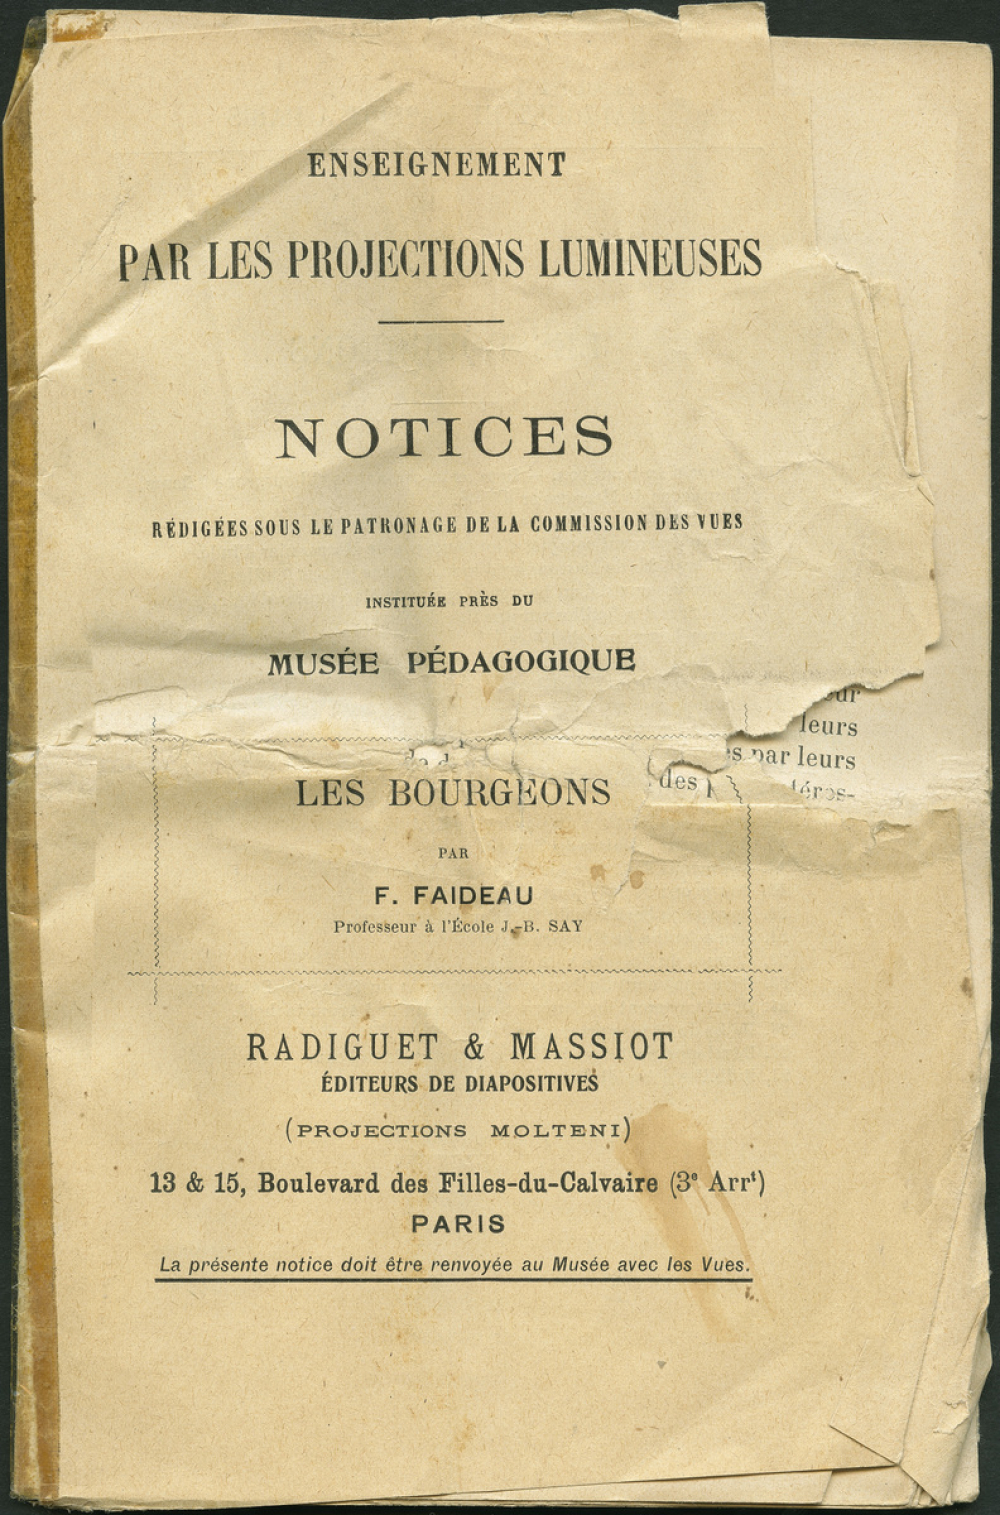 ENSEIGNEMENT
PAR LES PROJECTIONS LUMINEUSES
NOTICES
RÉDIGÉES SOUS LE PATRONAGE DE LA COMMISSION DES VUES
INSTITUÉE PRÈS DU
MUSÉE PÉDAGOGIQUE
leurs
par leurs
des
LES BOURGEONS
PAR
F. FAIDEAU
Professeur à l'École J.-B. SAY
RADIGUET & MASSIOT
ÉDITEURS DE DIAPOSITIVES
(PROJECTIONS MOLTENI)
13 & 15, Boulevard des Filles-du-Calvaire (3e Arrt)
PARIS
La présente notice doit être renvoyée au Musée avec les Vues.